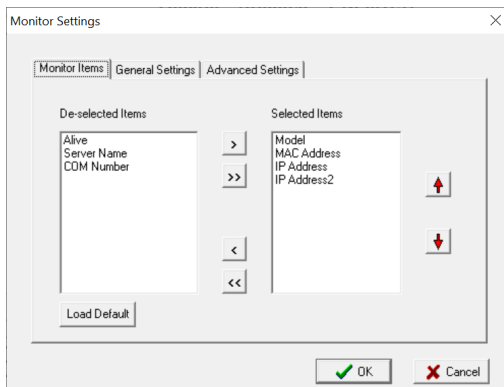 Monitor Settings
Monitor Items General Settings Advanced Settings
De-selected Items Selected Items
Alive
Server Name
COM Number
>
>>
<
<<
Model
MAC Address
IP Address
IP Address2
Load Default
OK Cancel